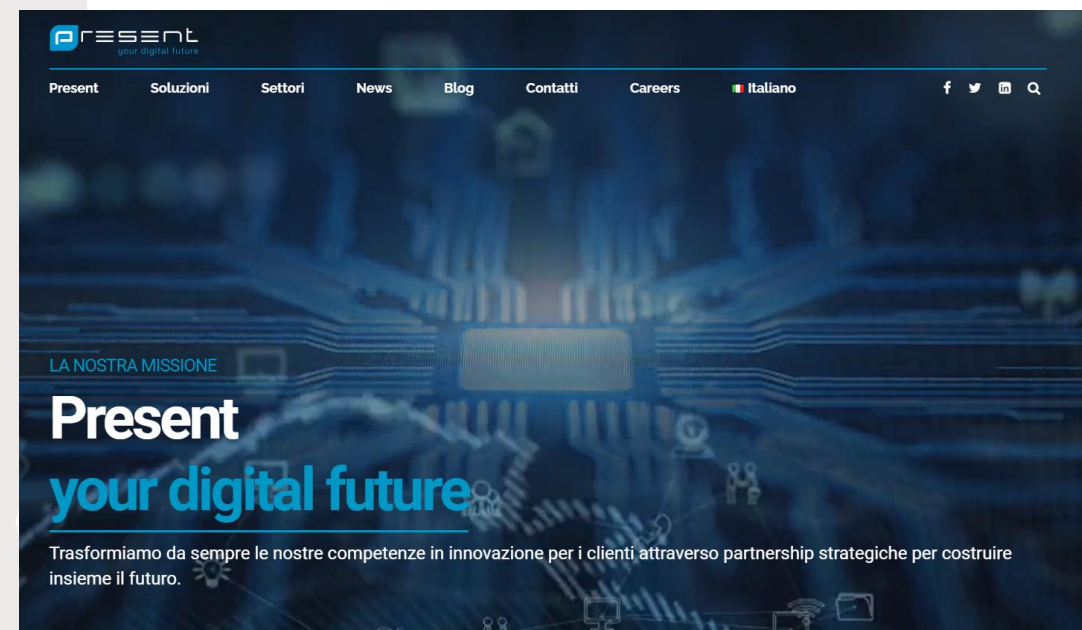 present
your digital future
Present Soluzioni Settori News Blog Contatti Careers Italiano
LA NOSTRA MISSIONE
Present
your digital future
Trasformiamo da sempre le nostre competenze in innovazione per i clienti attraverso partnership strategiche per costruire
insieme il futuro.